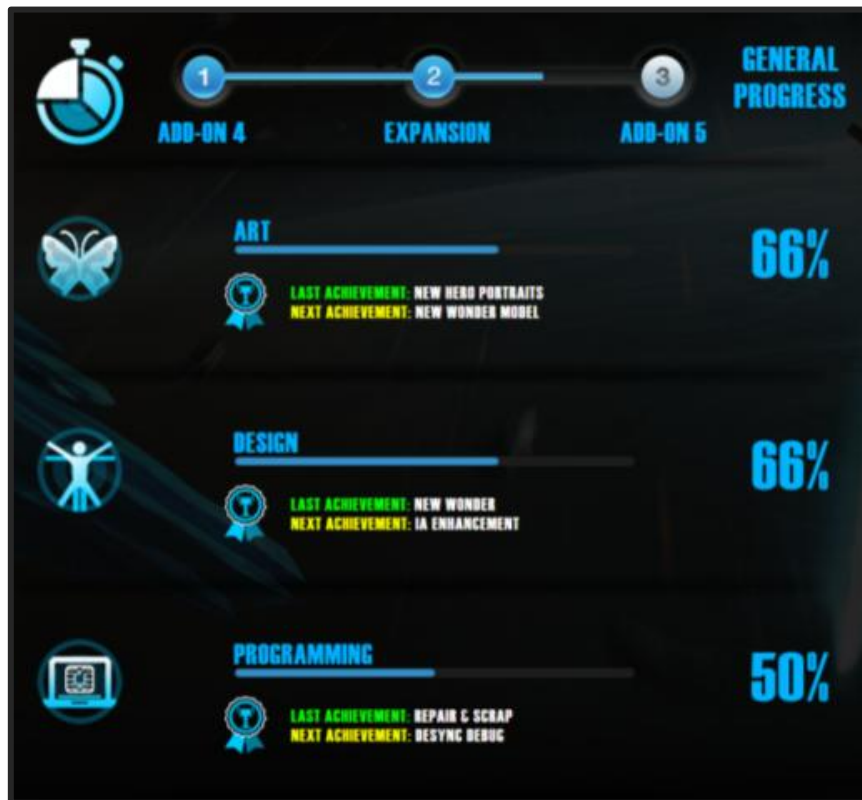 1 2 3
GENERAL
PROGRESS
ADD-ON 4 EXPANSION ADD-ON 5
ART
66%
LAST ACHIEVEMENT: NEW HERO PORTRAITS
NEXT ACHIEVEMENT: NEW WONDER MODEL
DESIGN
66%
LAST ACHIEVEMENT: NEW WONDER
NEXT ACHIEVEMENT: IA ENHANCEMENT
PROGRAMMING
50%
LAST ACHIEVEMENT: REPAIR & SCRAP
NEXT ACHIEVEMENT: DESYNC DEBUG